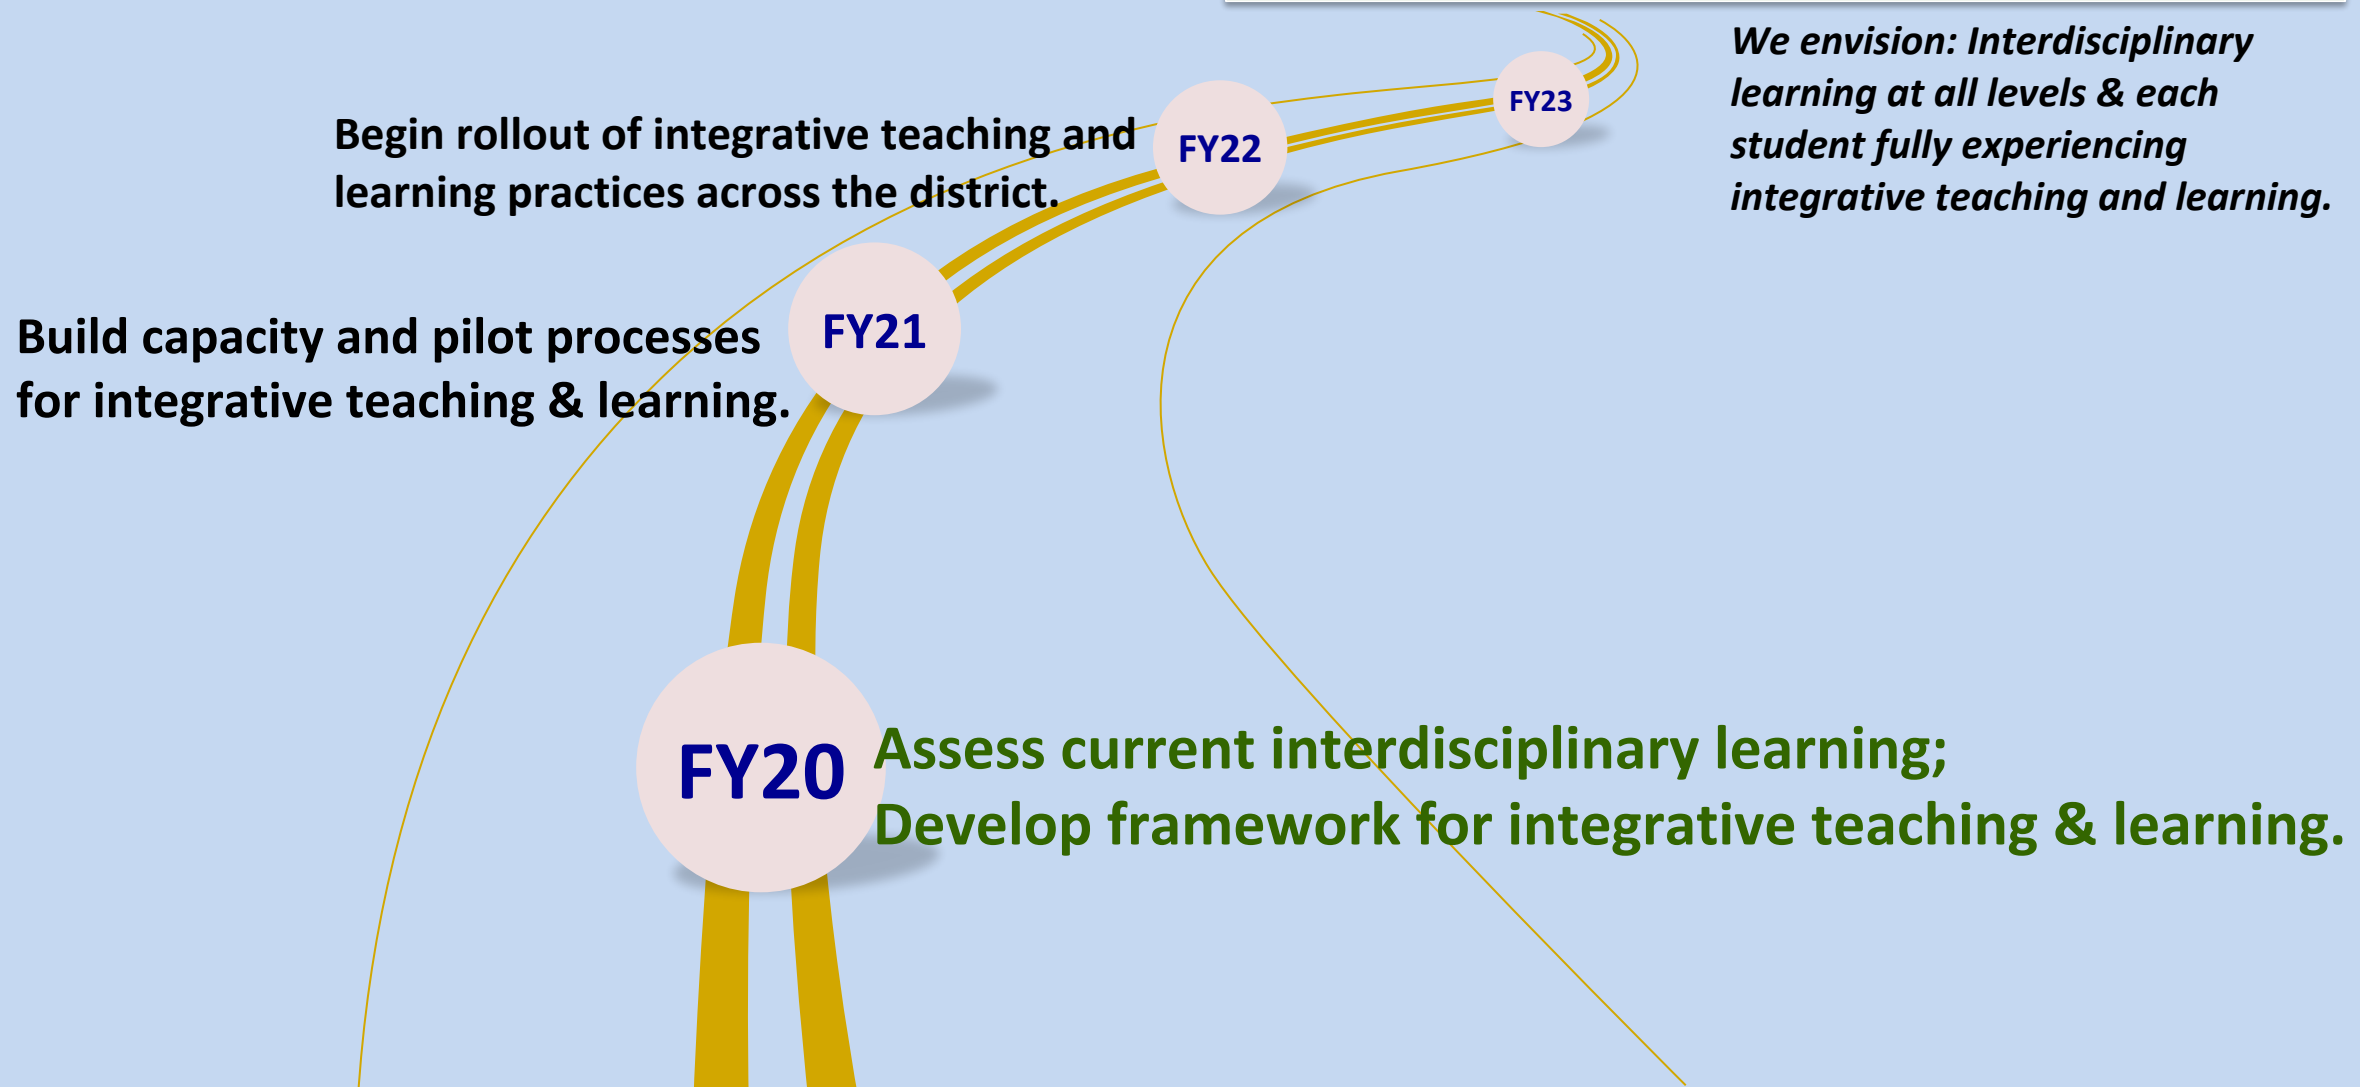 We envision: Interdisciplinary
learning at all levels & each
student fully experiencing
integrative teaching and learning.
FY23
FY22
Begin rollout of integrative teaching and
learning practices across the district.
FY21
Build capacity and pilot processes
for integrative teaching & learning.
FY20
Assess current interdisciplinary learning;
Develop framework for integrative teaching & learning.